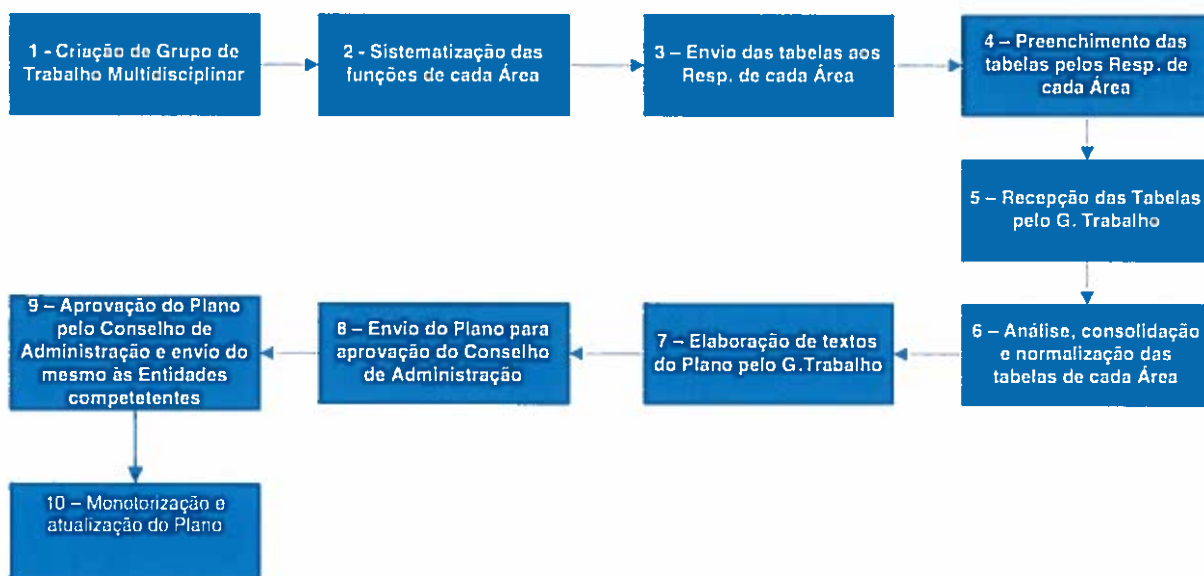 1 - Criação de Grupo de
Trabalho Multidisciplinar
2 - Sistematização das
funções de cada Área
3 – Envio das tabelas aos
Resp. de cada Área
4 – Preenchimento das
tabelas pelos Resp. de
cada Área
5 – Recepção das Tabelas
pelo G. Trabalho
6 – Análise, consolidação
e normalização das
tabelas de cada Área
7 – Elaboração de textos
do Plano pelo G.Trabalho
8 – Envio do Plano para
aprovação do Conselho
de Administração
9 – Aprovação do Plano
pelo Conselho de
Administração e envio do
mesmo às Entidades
competetentes
10 – Monotorização e
atualização do Plano